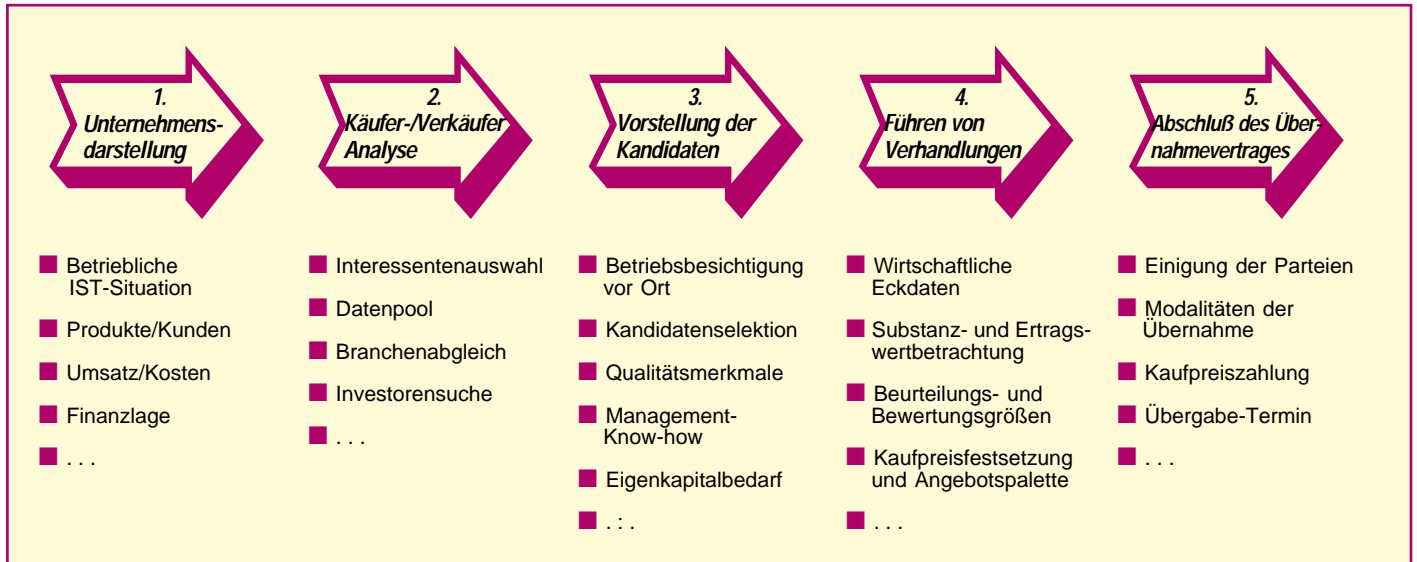 1.
Unternehmens-
darstellung
2.
Käufer-/Verkäufer
Analyse
3.
Vorstellung der
Kandidaten
4.
Führen von
Verhandlungen
5.
Abschluß des Über-
nahmevertrages
■ Betriebliche
IST-Situation
■ Produkte/Kunden
■ Umsatz/Kosten
■ Finanzlage
■ . . .
■ Interessentenauswahl
■ Datenpool
■ Branchenabgleich
■ Investorensuche
■ . . .
■ Betriebsbesichtigung
vor Ort
■ Kandidatenselektion
■ Qualitätsmerkmale
■ Management-
Know-how
■ Eigenkapitalbedarf
■ . : .
■ Wirtschaftliche
Eckdaten
■ Substanz- und Ertrags-
wertbetrachtung
■ Beurteilungs- und
Bewertungsgrößen
■ Kaufpreisfestsetzung
und Angebotspalette
■ . . .
■ Einigung der Parteien
■ Modalitäten der
Übernahme
■ Kaufpreiszahlung
■ Übergabe-Termin
■ . . .